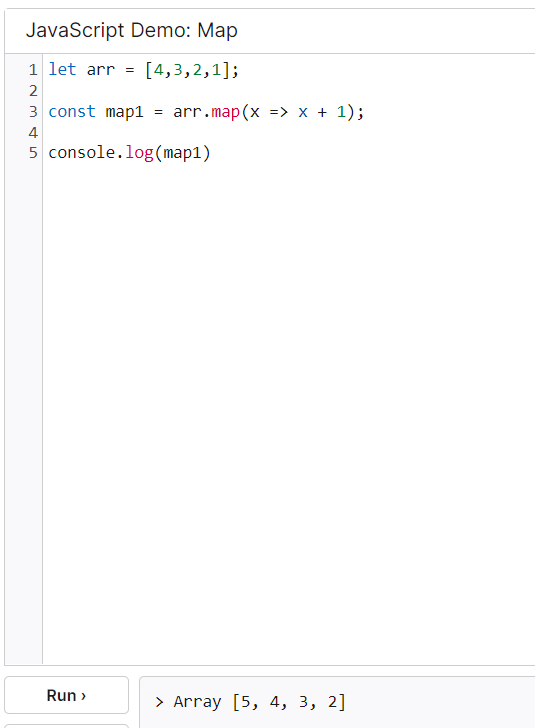 JavaScript Demo: Map
1 let arr = [4,3,2,1];
2
3 const map1 = arr.map(x => x + 1);
4
5 console.log(map1)
Run ›
> Array [5, 4, 3, 2]